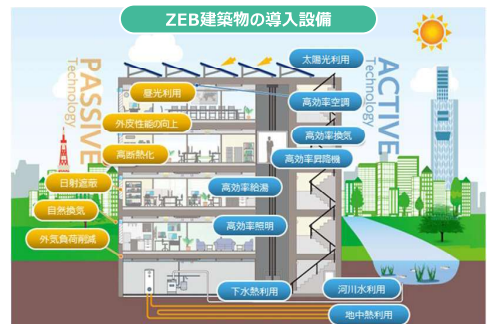 ZEB建築物の導入設備
PASSIVE
Technology
ACTIVE
Technology
太陽光利用
昼光利用
高効率空調
外皮性能の向上
高効率換気
高断熱化
高効率昇降機
日射遮蔽
高効率給湯
自然換気
高効率照明
外気負荷削減
下水熱利用
河川水利用
地中熱利用